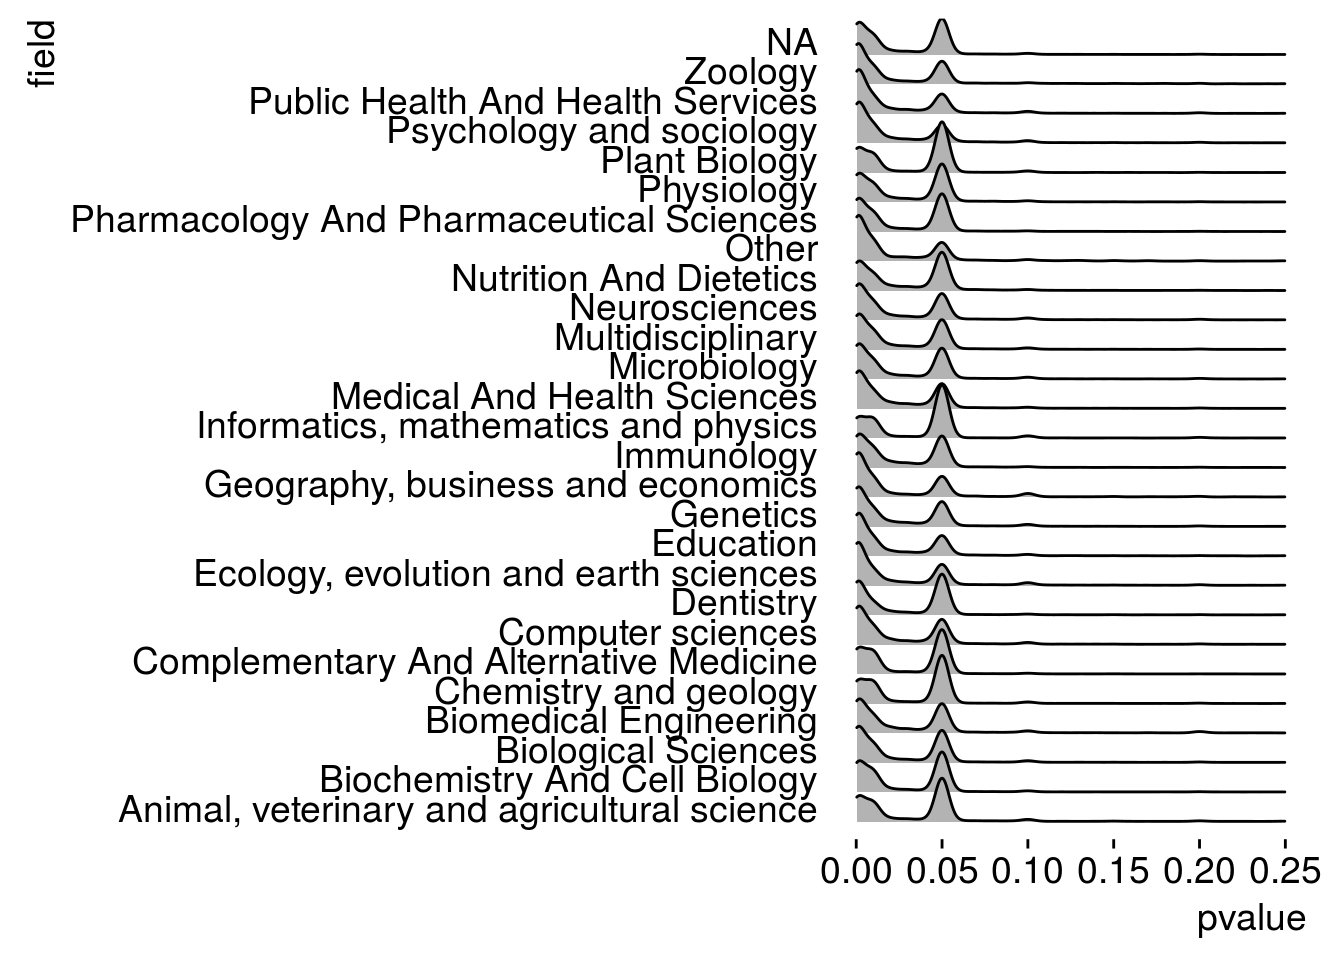 field
NA
Zoology
Public Health And Health Services
Psychology and sociology
Plant Biology
Physiology
Pharmacology And Pharmaceutical Sciences
Other
Nutrition And Dietetics
Neurosciences
Multidisciplinary
Microbiology
Medical And Health Sciences
Informatics, mathematics and physics
Immunology
Geography, business and economics
Genetics
Education
Ecology, evolution and earth sciences
Dentistry
Computer sciences
Complementary And Alternative Medicine
Chemistry and geology
Biomedical Engineering
Biological Sciences
Biochemistry And Cell Biology
Animal, veterinary and agricultural science
0.00 0.05 0.10 0.15 0.20 0.25
pvalue